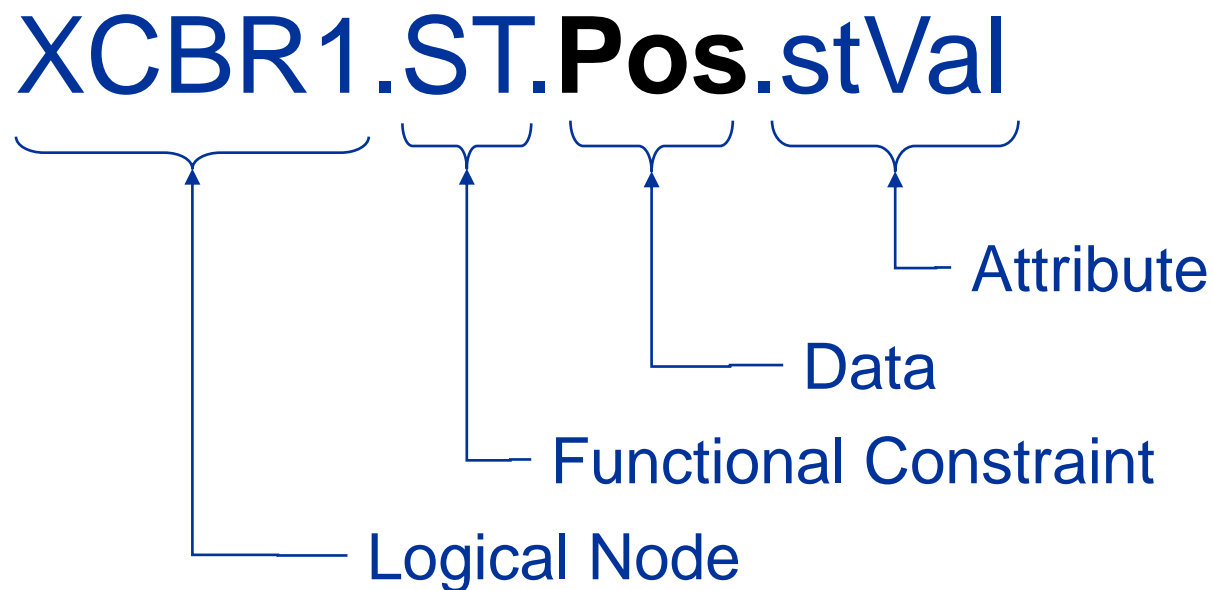 XCBR1.ST.Pos.stVal
Attribute
Data
Functional Constraint
Logical Node